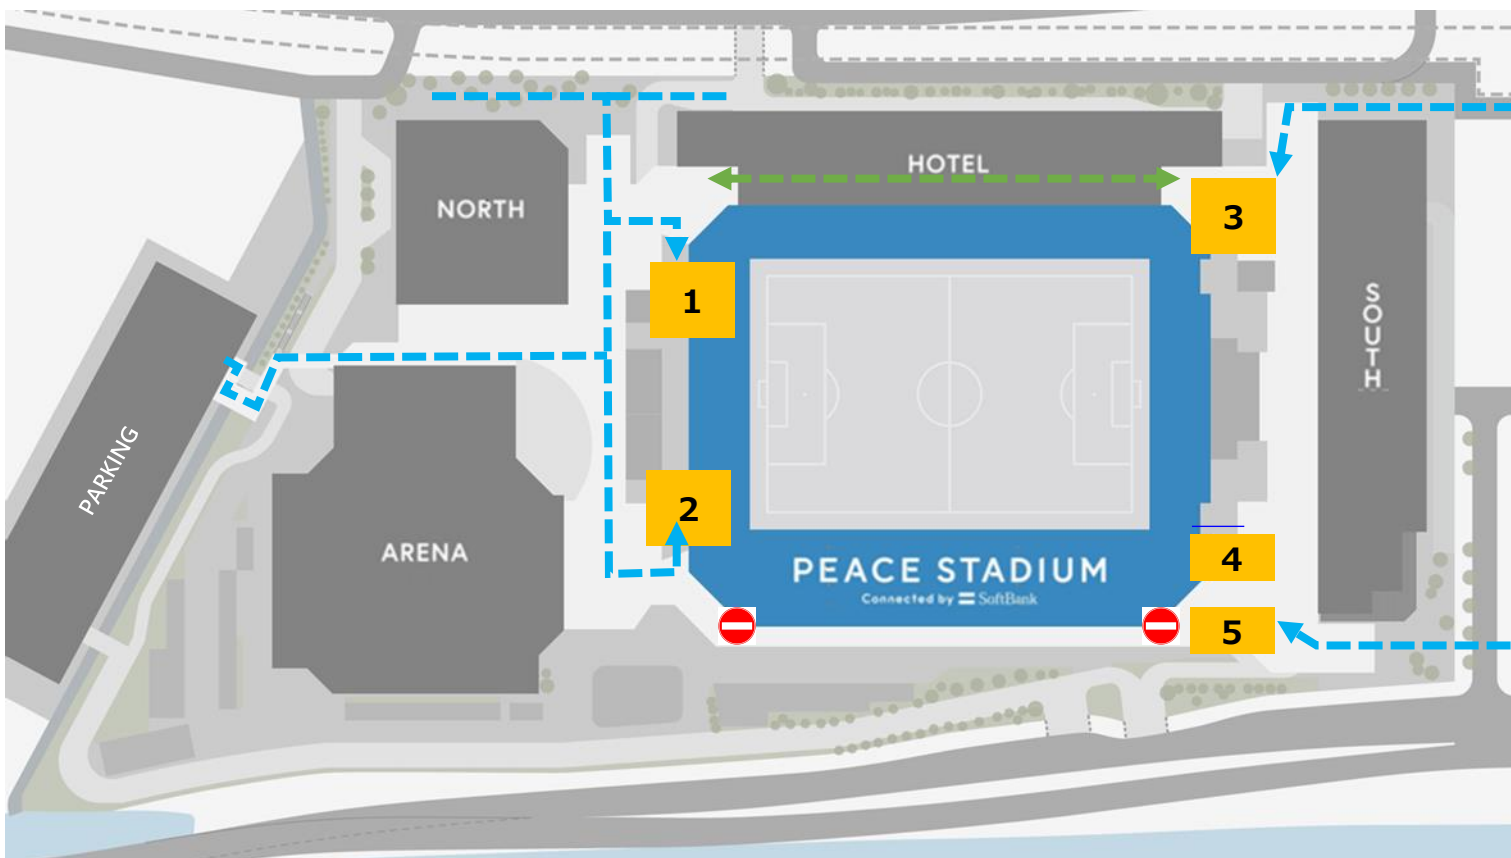 HOTEL
NORTH
3
1
SOUTH
PARKING
2
ARENA
PEACE STADIUM
4
Connected by SoftBank
5